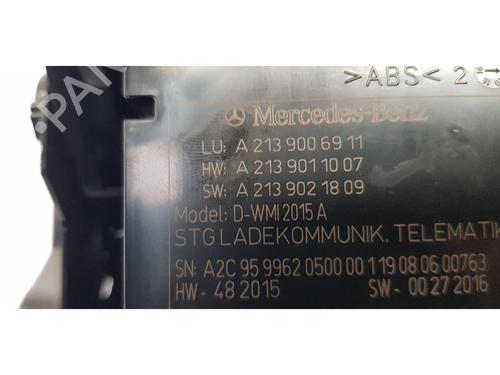 >ABS< 2
Mercedes-Benz
LU: A 213 900 69 11
HW: A 213 901 10 07
SW: A 213 902 18 09
Model: D-WMI 2015 A
STG LADEKOMMUNIK. TELEMATIK
SN: A2C 95 9962 0500 00 1 19 08 06 00763
HW - 48 2015 SW - 00 27 2016